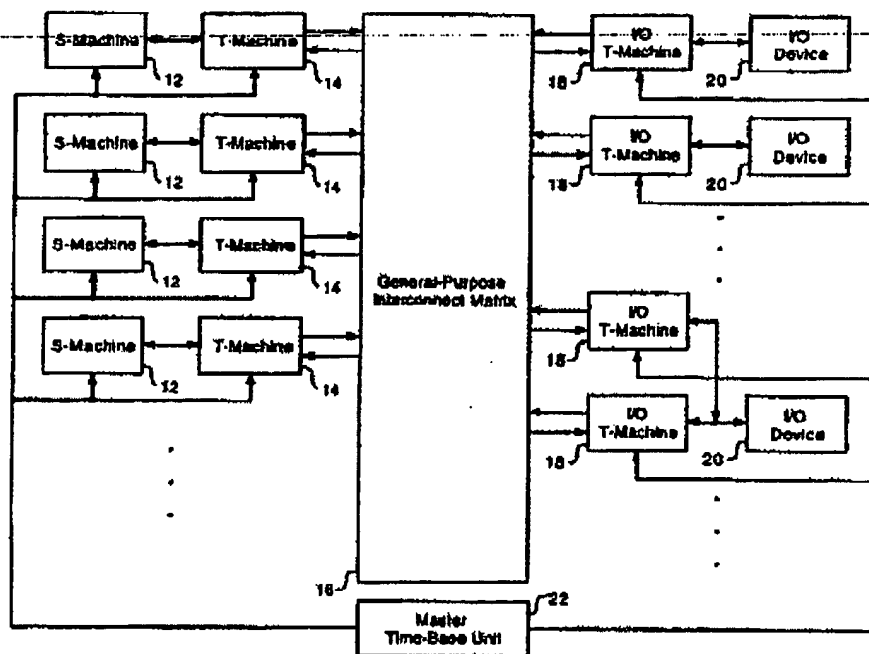 S-Machine T-Machine I/O T-Machine I/O Device
12 14 18 20
S-Machine T-Machine I/O T-Machine I/O Device
12 14 18 20
S-Machine T-Machine
12 14
General-Purpose
Interconnect Matrix
I/O
T-Machine
18
S-Machine T-Machine
12 14
I/O
T-Machine
18
I/O
Device
20
16
22
Master
Time-Base Unit